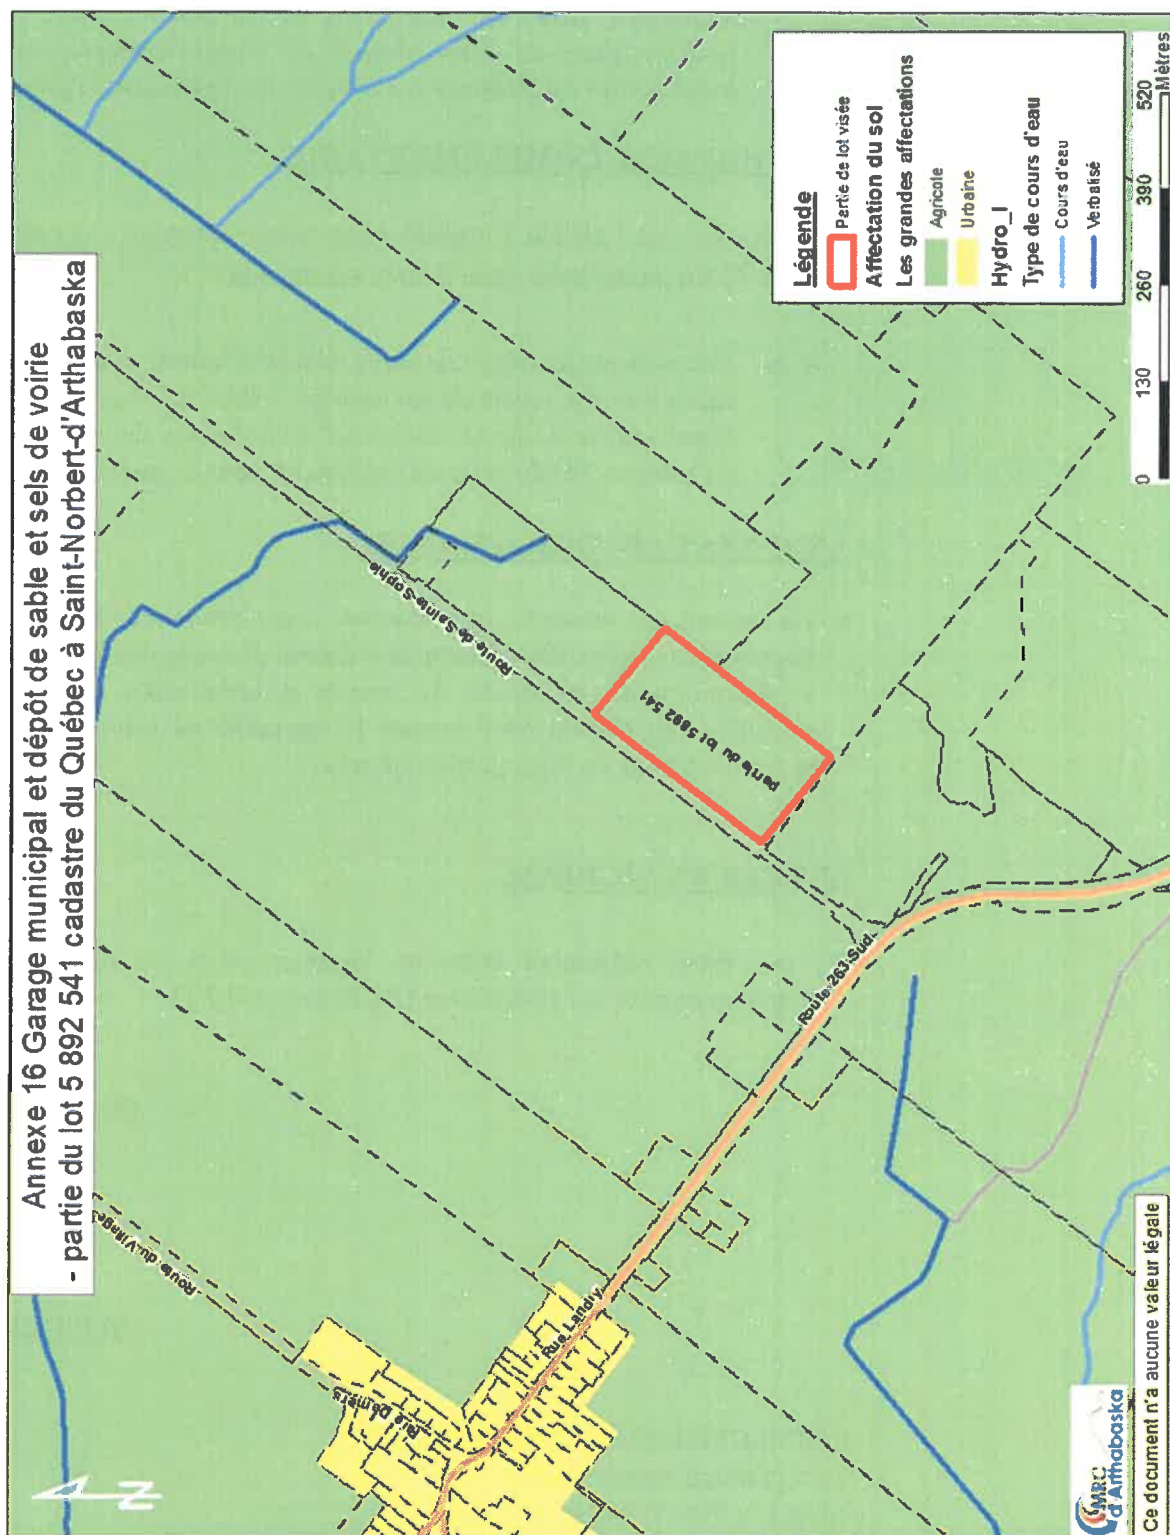 Annexe 16 Garage municipal et dépôt de sable et sels de voirie
- partie du lot 5 892 541 cadastre du Québec à Saint-Norbert-d'Arthabaska
Route du Village
Rue Demers
Rue Landry
Route 263 Sud
Route de Sainte-Sophie
partie du lot 5 892 541
Légende
Partie de lot visée
Affectation du sol
Les grandes affectations
Agricole
Urbaine
Hydro_l
Type de cours d'eau
Cours d'eau
Verbalisé
0 130 260 390 520
Mètres
N
MRC
d'Arthabaska
Ce document n'a aucune valeur légale